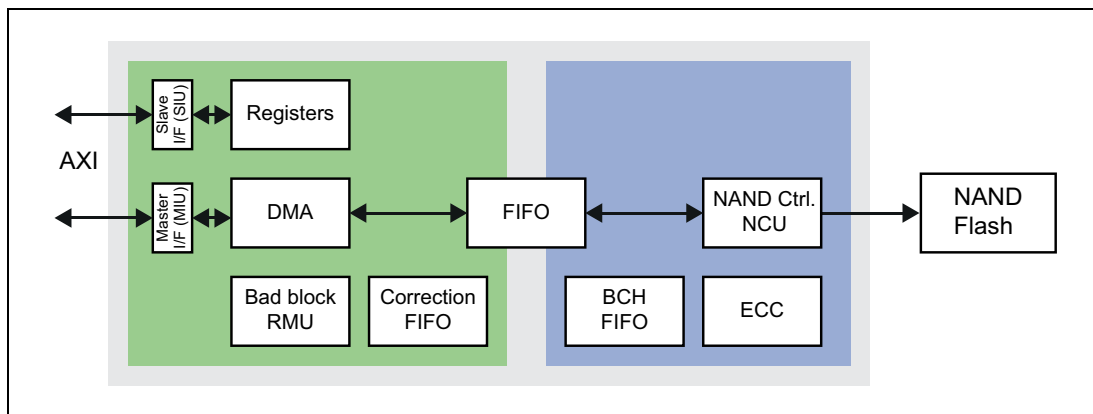 Slave
I/F (SIU)
Registers
AXI
Master
I/F (MIU)
DMA
FIFO
NAND Ctrl.
NCU
NAND
Flash
Bad block
RMU
Correction
FIFO
BCH
FIFO
ECC